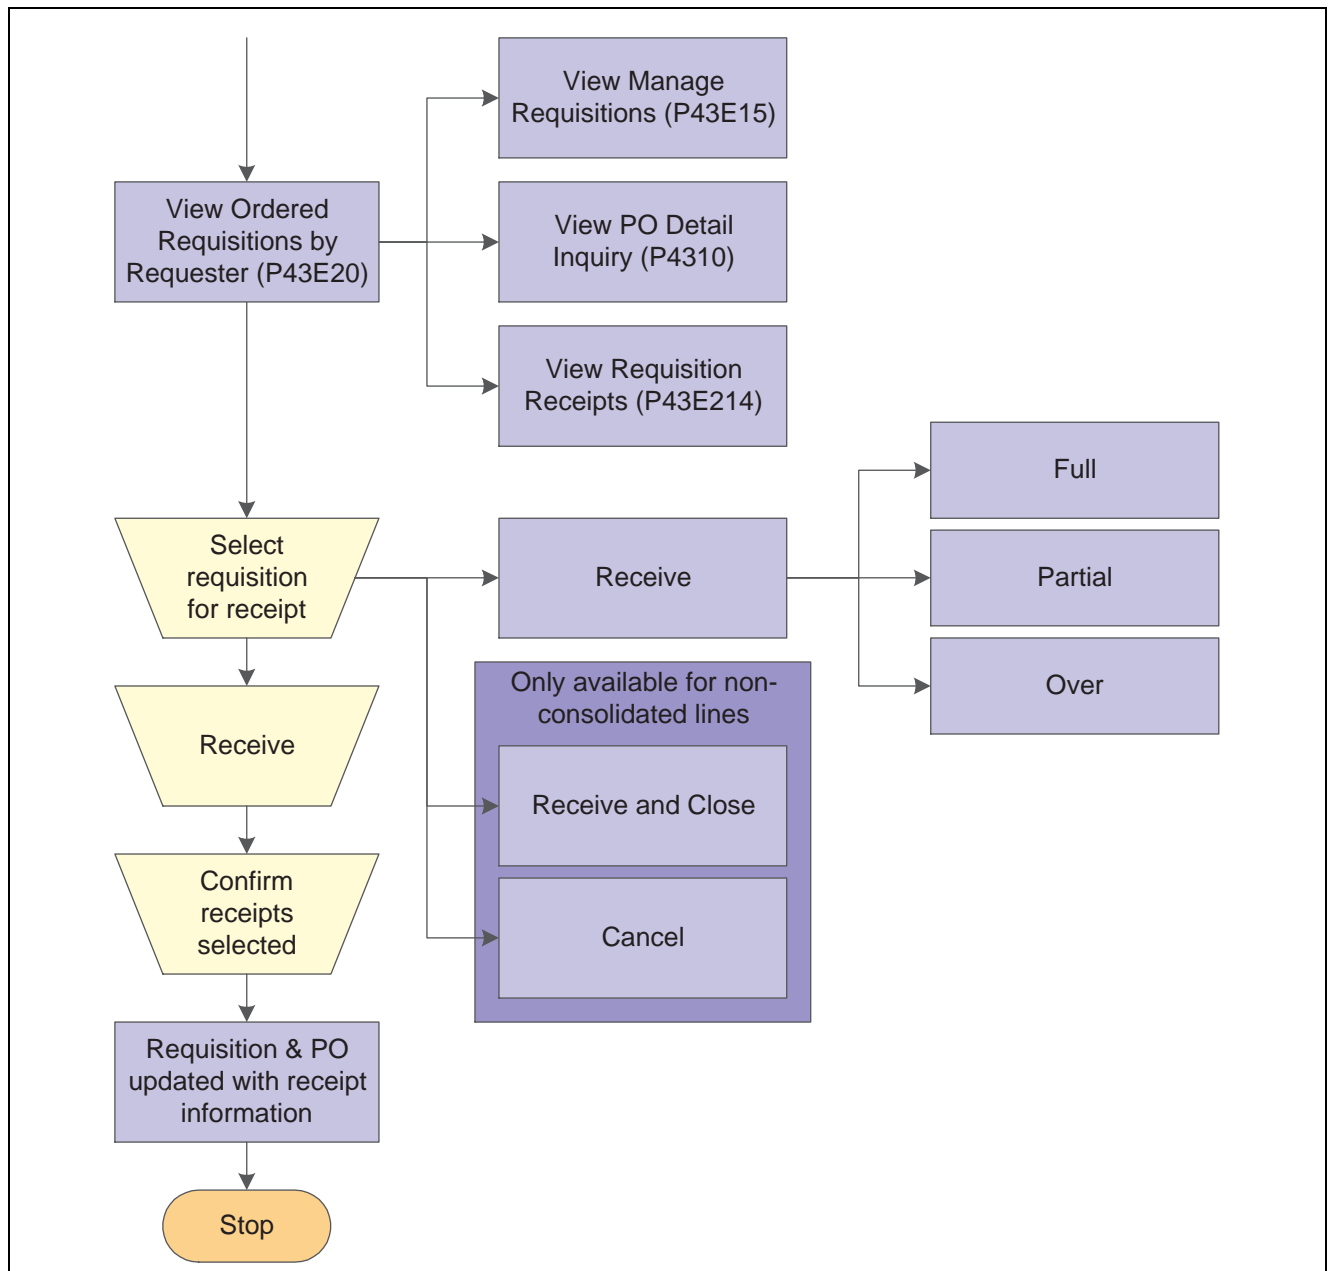 View Manage
Requisitions (P43E15)
View Ordered
Requisitions by
Requester (P43E20)
View PO Detail
Inquiry (P4310)
View Requisition
Receipts (P43E214)
Full
Select
requisition
for receipt
Receive
Partial
Over
Only available for non-
consolidated lines
Receive
Receive and Close
Confirm
receipts
selected
Cancel
Requisition & PO
updated with receipt
information
Stop